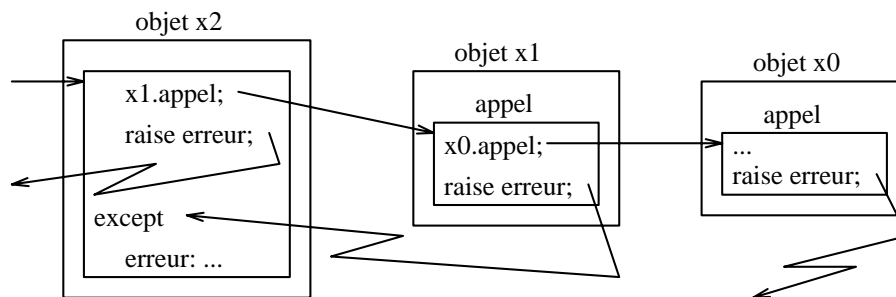 objet x2
x1.appel;
raise erreur;
except
erreur: ...
objet x1
appel
x0.appel;
raise erreur;
objet x0
appel
...
raise erreur;